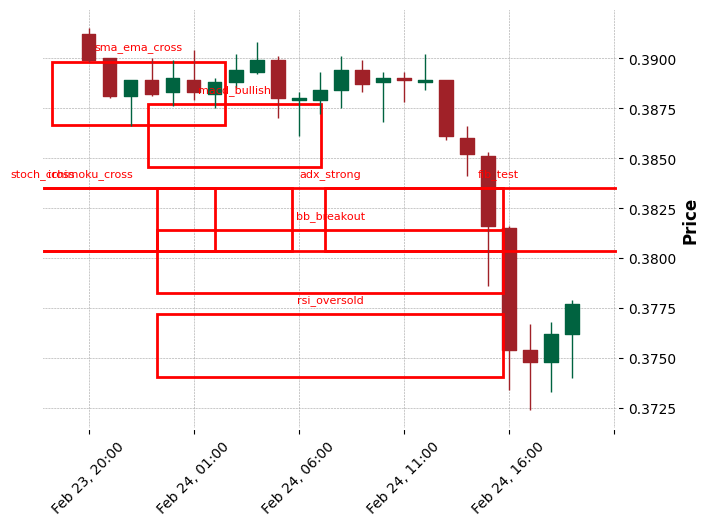 sma_ema_cross
macd_bullish
ichimoku_cross
adx_strong
bb_breakout
rsi_oversold
0.3900
0.3875
0.3850
0.3825
0.3800
0.3775
0.3750
0.3725
Price
Feb 23, 20:00
Feb 24, 01:00
Feb 24, 06:00
Feb 24, 11:00
Feb 24, 16:00